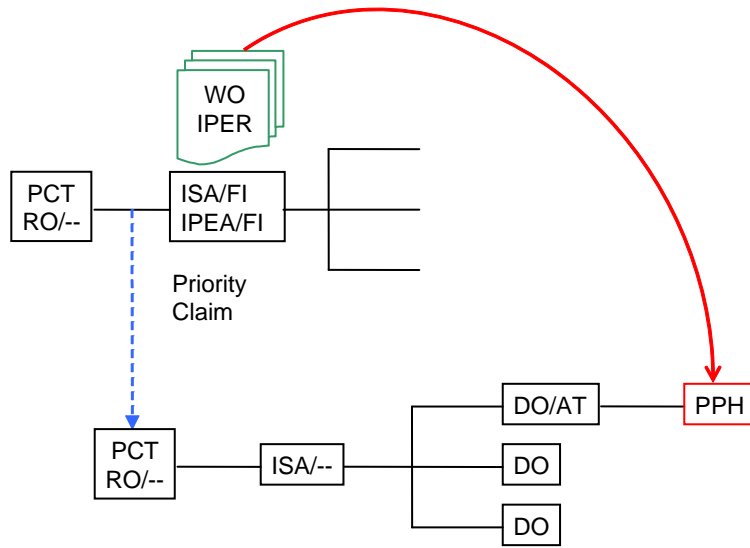 WO
IPER
PCT
RO/--
ISA/FI
IPEA/FI
Priority
Claim
DO/AT
PPH
PCT
RO/--
ISA/--
DO
DO